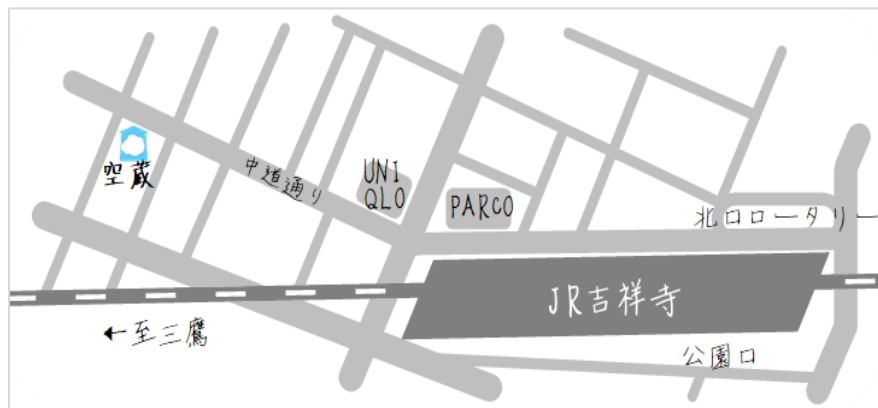 空蔵
中道通り
UNI
QLO
PARCO
北口ロータリー
JR吉祥寺
←至三鷹
公園口